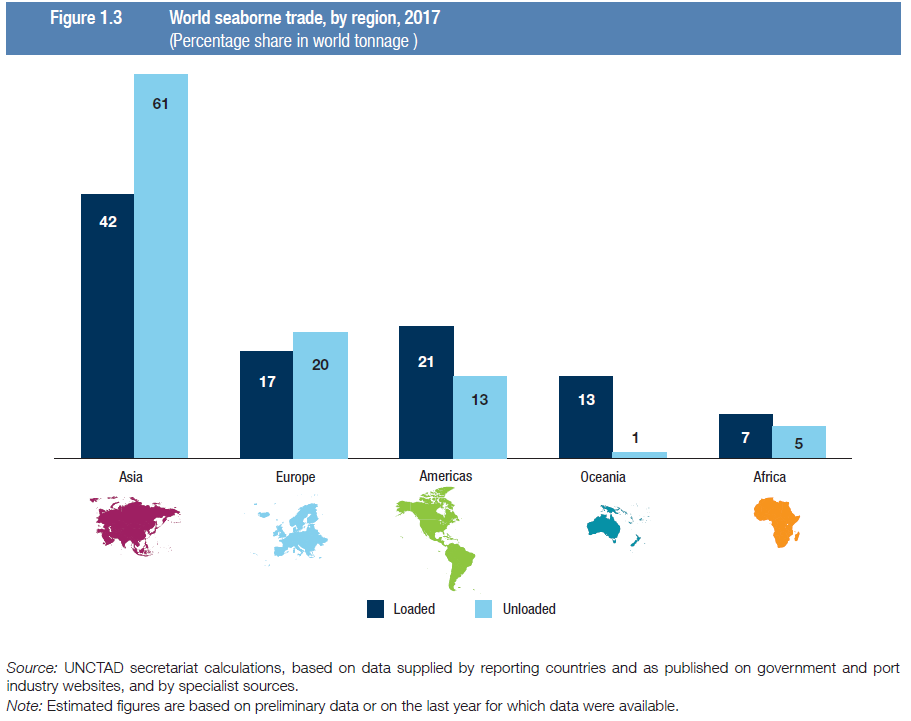 Figure 1.3 World seaborne trade, by region, 2017
(Percentage share in world tonnage )
61
42
17
20
21
13
13
1
7
5
Asia
Europe
Americas
Oceania
Africa
Loaded
Unloaded
Source: UNCTAD secretariat calculations, based on data supplied by reporting countries and as published on government and port
industry websites, and by specialist sources.
Note: Estimated figures are based on preliminary data or on the last year for which data were available.